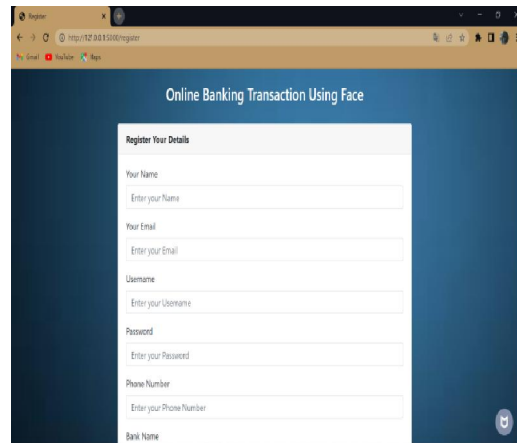 Register
http://127.0.0.1:5000/register
Gmail YouTube Maps
Online Banking Transaction Using Face
Register Your Details
Your Name
Enter your Name
Your Email
Enter your Email
Username
Enter your Username
Password
Enter your Password
Phone Number
Enter your Phone Number
Bank Name